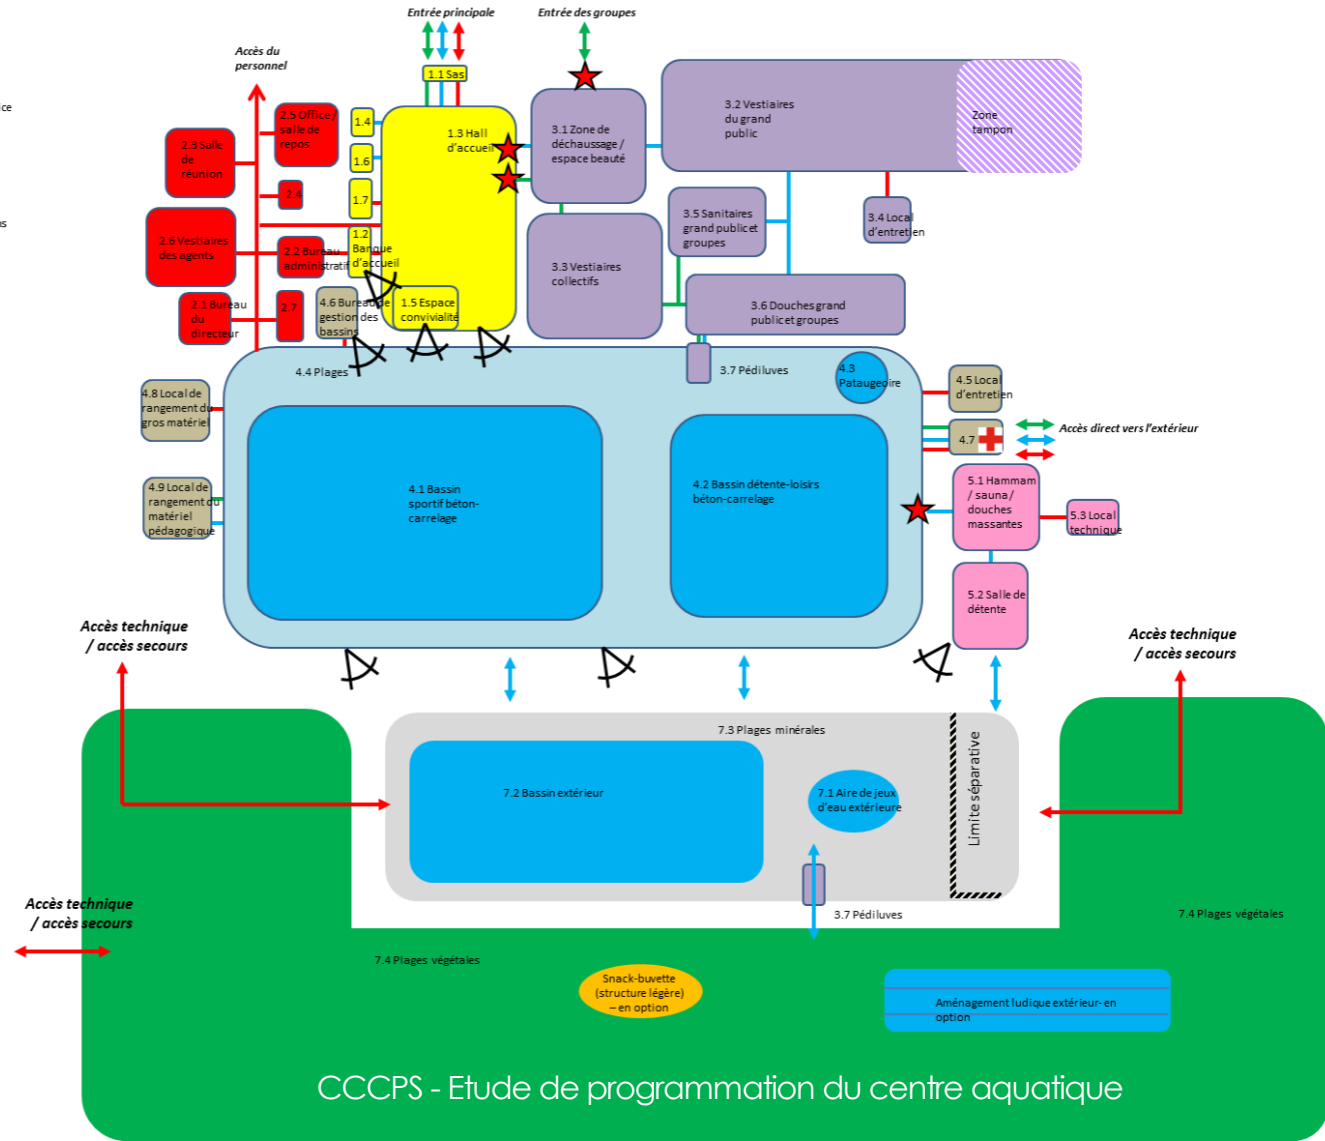 Entrée principale
Entrée des groupes
Accès du
personnel
ice
ns
1.1 Sas
2.5 Office /
salle de
repos
2.3 Salle
de
réunion
2.4
2.6 Vestiaires
des agents
2.2 Bureau
administratif
2.1 Bureau
du
directeur
2.7
1.4
1.6
1.7
1.2
Banque
d'accueil
1.3 Hall
d'accueil
1.5 Espace
convivialité
4.6 Bureau de
gestion des
bassins
3.1 Zone de
déchaussage /
espace beauté
3.2 Vestiaires
du grand
public
Zone
tampon
3.3 Vestiaires
collectifs
3.5 Sanitaires
grand public et
groupes
3.4 Local
d'entretien
3.6 Douches grand
public et groupes
3.7 Pédiluves
4.4 Plages
4.3
Pataugeoire
4.8 Local de
rangement du
gros matériel
4.9 Local de
rangement du
matériel
pédagogique
4.1 Bassin
sportif béton-
carrelage
4.2 Bassin détente-loisirs
béton-carrelage
4.5 Local
d'entretien
4.7
Accès direct vers l'extérieur
5.1 Hammam
/ sauna /
douches
massantes
5.3 Local
technique
5.2 Salle de
détente
Accès technique
/ accès secours
Accès technique
/ accès secours
7.3 Plages minérales
7.2 Bassin extérieur
7.1 Aire de jeux
d'eau extérieure
Limite séparative
Accès technique
/ accès secours
3.7 Pédiluves
7.4 Plages végétales
7.4 Plages végétales
Snack-buvette
(structure légère)
– en option
Aménagement ludique extérieur- en
option
CCCPS - Etude de programmation du centre aquatique